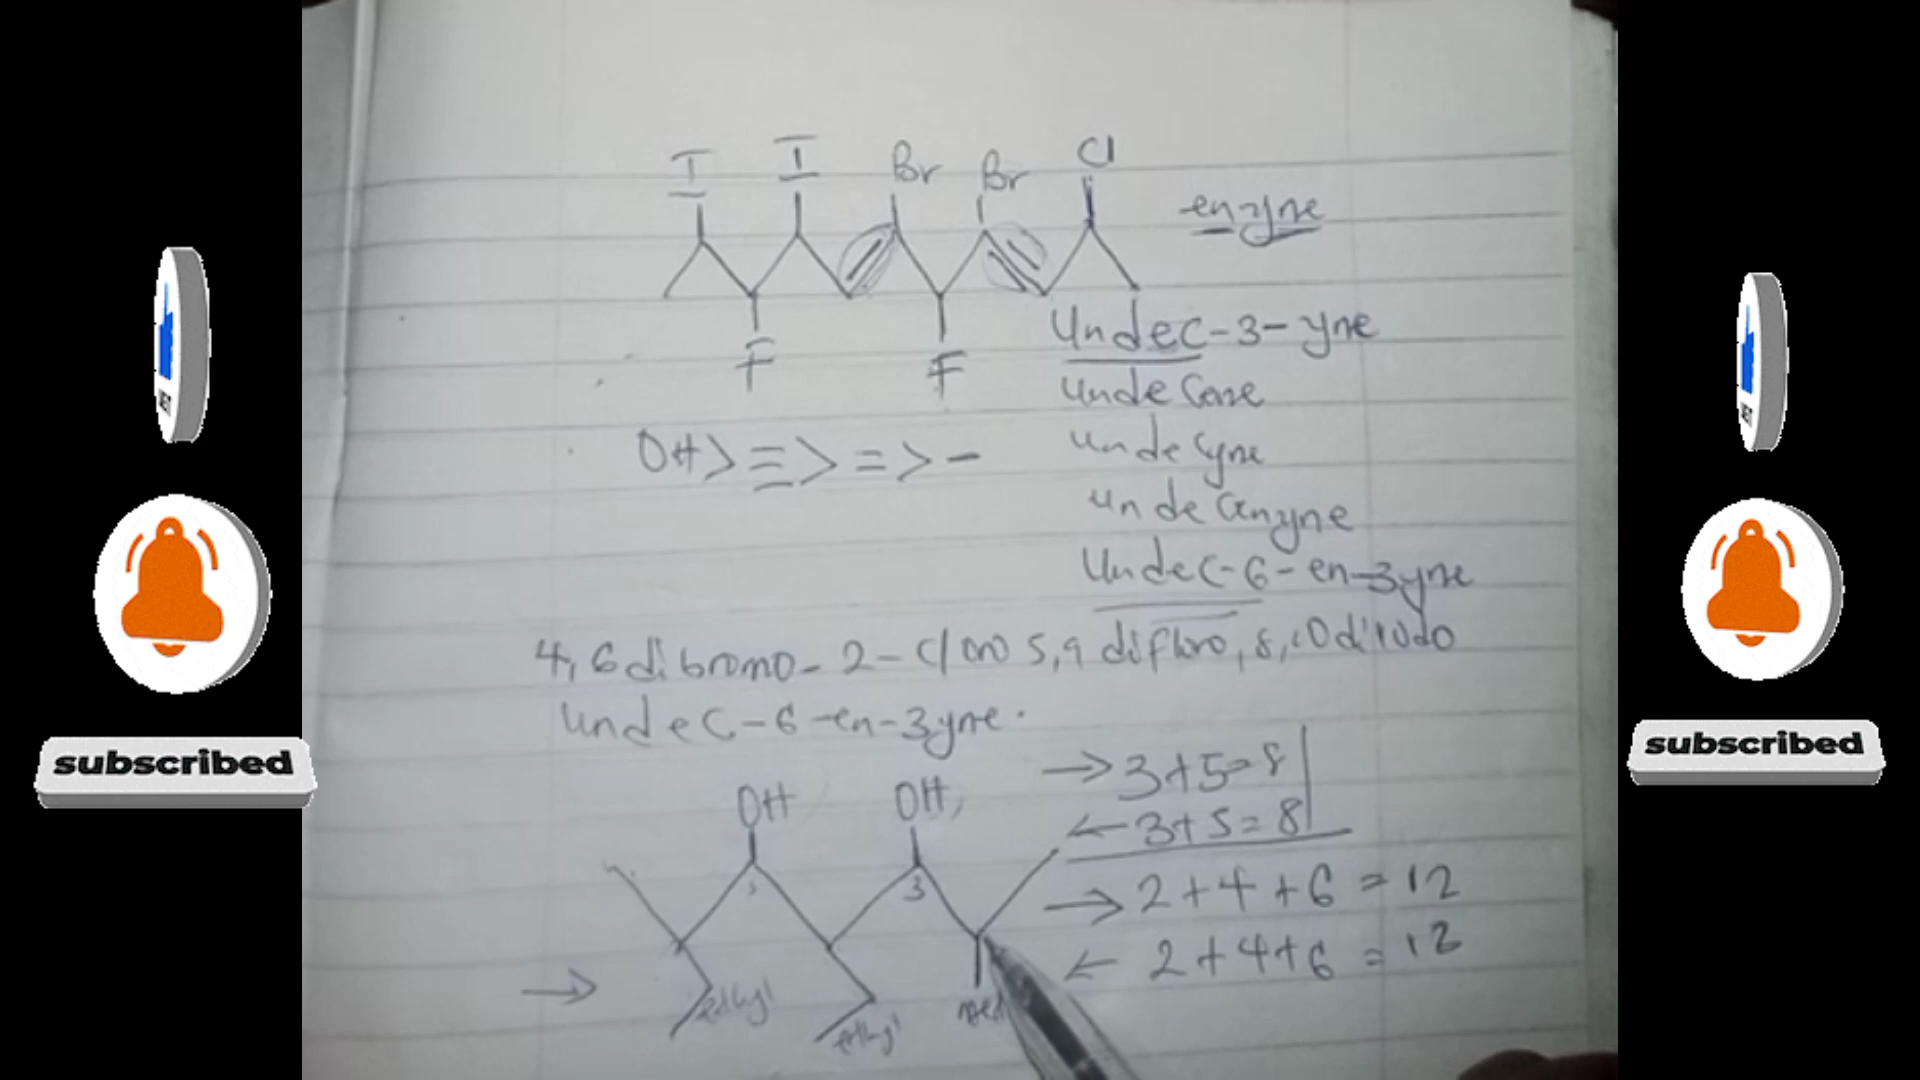 I I Br Br Cl
enzyne
F F
Undec-3-yne
undecane
OH>≡>=>-
undecyne
undecanzyne
Undec-6-en-3yne
4,6 dibromo-2-cloro 5,9 difloro, 8,10 diiodo
undec-6-en-3yne.
→3+5=8
OH OH,
←3+5=8
3
→2+4+6=12
←2+4+6=12
→
ethyl
ethyl
subscribed
subscribed